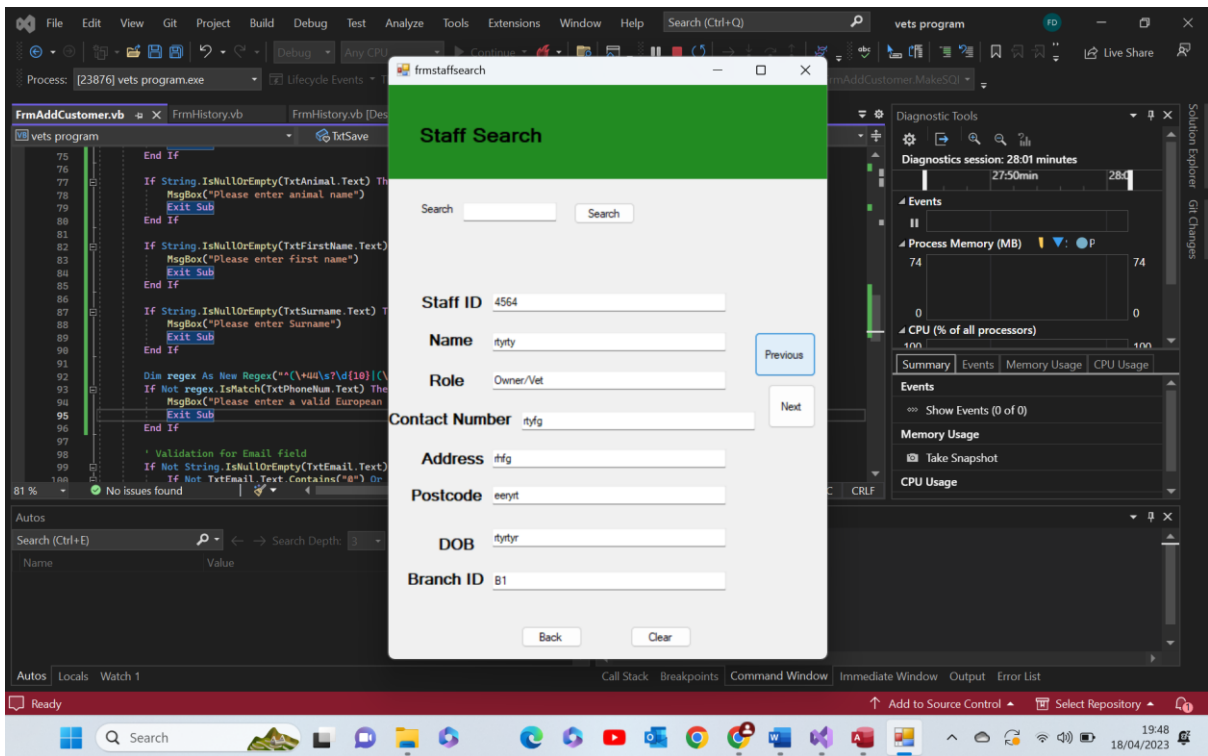 File Edit View Git Project Build Debug Test Analyze Tools Extensions Window Help Search (Ctrl+Q) vets program FD
Debug Any CPU Continue Live Share
Process: [23876] vets program.exe Lifecycle Events
FrmAddCustomer.vb FrmHistory.vb FrmHistory.vb [Des
vets program TxtSave
75 End If
76
77 If String.IsNullOrEmpty(TxtAnimal.Text) Th
78 MsgBox("Please enter animal name")
79 Exit Sub
80 End If
81
82 If String.IsNullOrEmpty(TxtFirstName.Text)
83 MsgBox("Please enter first name")
84 Exit Sub
85 End If
86
87 If String.IsNullOrEmpty(TxtSurname.Text) T
88 MsgBox("Please enter Surname")
89 Exit Sub
90 End If
91
92 Dim regex As New Regex("^(\+44\s?\d{10}|(\
93 If Not regex.IsMatch(TxtPhoneNum.Text) The
94 MsgBox("Please enter a valid European
95 Exit Sub
96 End If
97
98 ' Validation for Email field
99 If Not String.IsNullOrEmpty(TxtEmail.Text)
100 If Not TxtEmail.Text.Contains("@") Or
81 % No issues found CRLF
frmstaffsearch
Staff Search
Search Search
Staff ID 4564
Name rtyrty
Role Owner/Vet
Contact Number rtyfg
Address rhfg
Postcode eeryrt
DOB rtyrtyr
Branch ID B1
Previous
Next
Back Clear
Diagnostic Tools
Diagnostics session: 28:01 minutes
27:50min
Events
Process Memory (MB) P
74 74
0 0
CPU (% of all processors)
100 100
Summary Events Memory Usage CPU Usage
Events
Show Events (0 of 0)
Memory Usage
Take Snapshot
CPU Usage
Solution Explorer
Git Changes
Autos
Search (Ctrl+E) Search Depth: 3
Name Value
Autos Locals Watch 1
Call Stack Breakpoints Command Window Immediate Window Output Error List
Ready Add to Source Control Select Repository
Search 19:48
18/04/2023